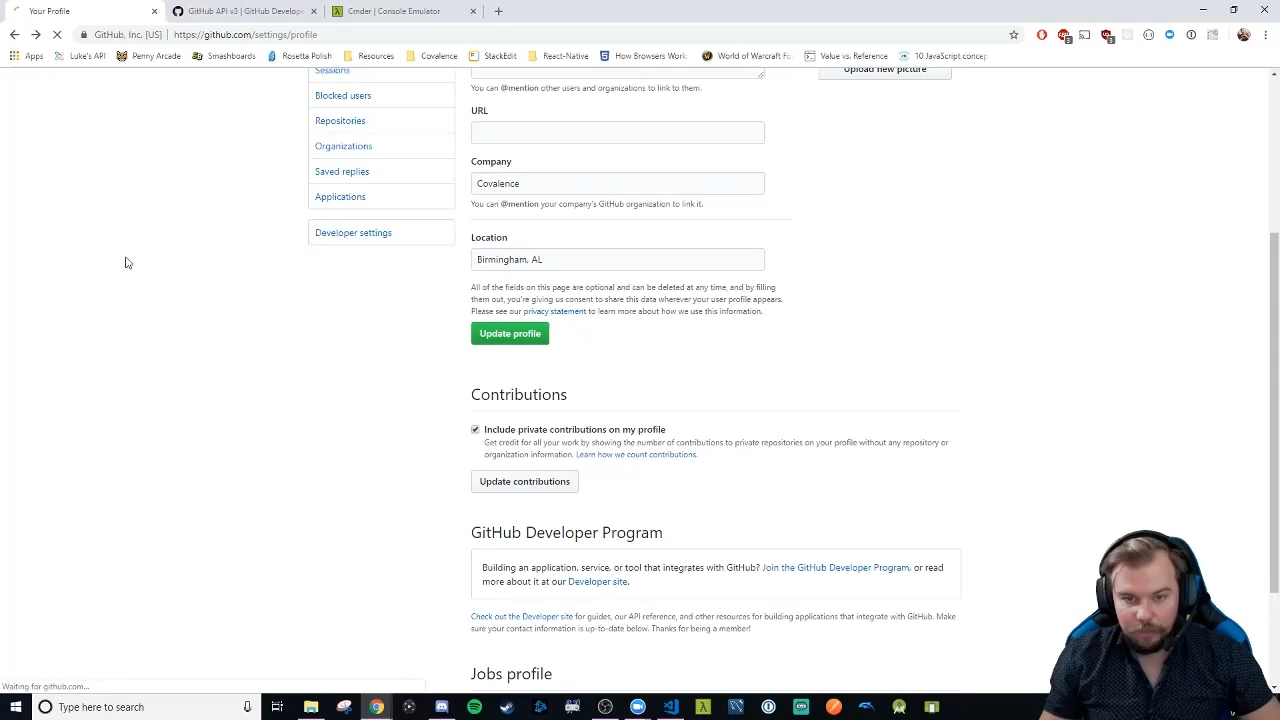 Your Profile
GitHub API v3 | GitHub Develope
Cmder | Console Emulator
GitHub, Inc. [US]
https://github.com/settings/profile
Apps
Luke's API
Penny Arcade
Smashboards
Rosetta Polish
Resources
Covalence
StackEdit
React-Native
How Browsers Work
World of Warcraft Fo
Value vs. Reference
10 JavaScript concep
Sessions
Blocked users
Repositories
Organizations
Saved replies
Applications
Developer settings
Upload new picture
You can @mention other users and organizations to link to them.
URL
Company
Covalence
You can @mention your company's GitHub organization to link it.
Location
Birmingham, AL
All of the fields on this page are optional and can be deleted at any time, and by filling
them out, you're giving us consent to share this data wherever your user profile appears.
Please see our privacy statement to learn more about how we use this information.
Update profile
Contributions
Include private contributions on my profile
Get credit for all your work by showing the number of contributions to private repositories on your profile without any repository or
organization information. Learn how we count contributions.
Update contributions
GitHub Developer Program
Building an application, service, or tool that integrates with GitHub? Join the GitHub Developer Program, or read
more about it at our Developer site.
Check out the Developer site for guides, our API reference, and other resources for building applications that integrate with GitHub. Make
sure your contact information is up-to-date below. Thanks for being a member!
Jobs profile
Waiting for github.com...
Type here to search